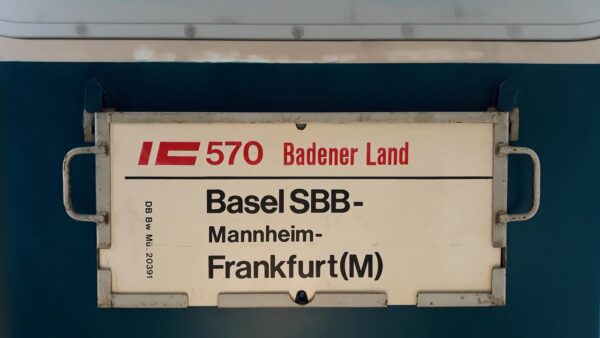 IC 570 Badener Land
Basel SBB-
Mannheim-
Frankfurt(M)
DB Bw Mü. 20391